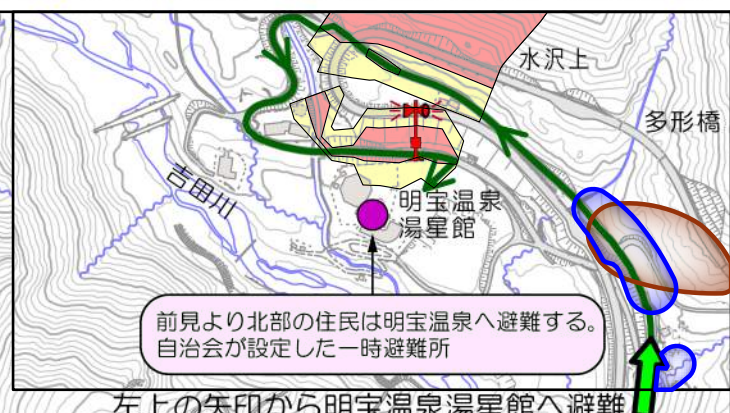 水沢上
多形橋
吉田川
明宝温泉
湯星館
前見より北部の住民は明宝温泉へ避難する。
自治会が設定した一時避難所
左上の矢印から明宝温泉湯星館へ避難